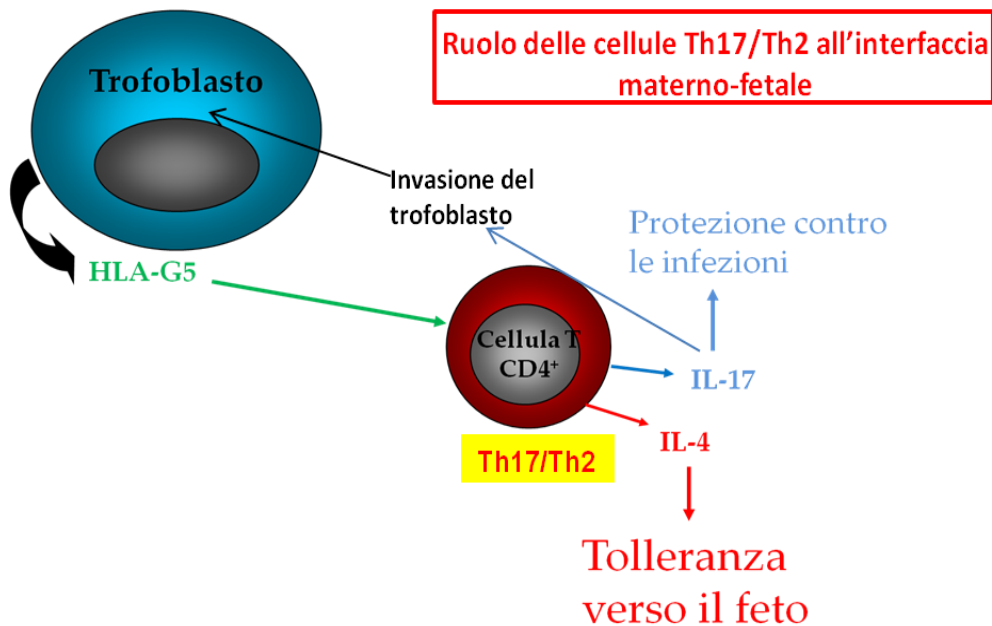 Ruolo delle cellule Th17/Th2 all’interfaccia
materno-fetale
Trofoblasto
Invasione del
trofoblasto
Protezione contro
le infezioni
HLA-G5
Cellula T
CD4⁺
IL-17
IL-4
Th17/Th2
Tolleranza
verso il feto